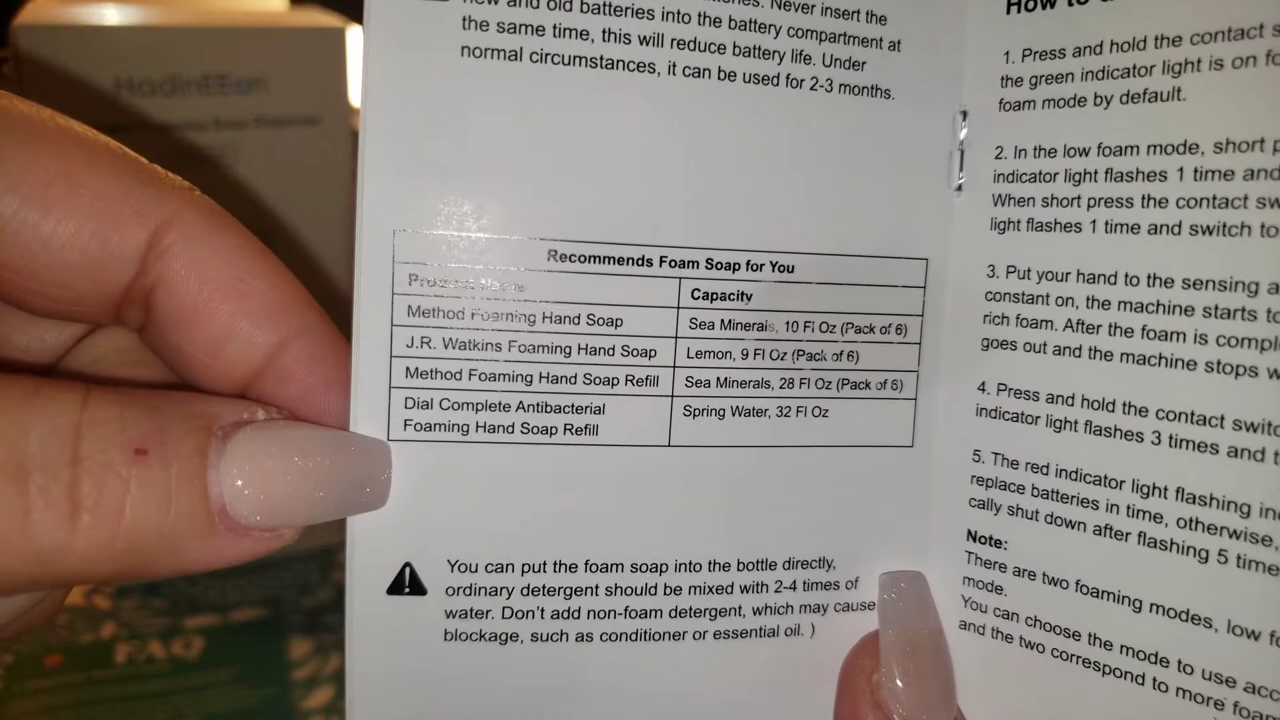 new and old batteries into the battery compartment at
the same time, this will reduce battery life. Under
normal circumstances, it can be used for 2-3 months.
Recommends Foam Soap for You
Product Name
Capacity
Method Foaming Hand Soap
Sea Minerals, 10 Fl Oz (Pack of 6)
J.R. Watkins Foaming Hand Soap
Lemon, 9 Fl Oz (Pack of 6)
Method Foaming Hand Soap Refill
Sea Minerals, 28 Fl Oz (Pack of 6)
Dial Complete Antibacterial
Foaming Hand Soap Refill
Spring Water, 32 Fl Oz
You can put the foam soap into the bottle directly,
ordinary detergent should be mixed with 2-4 times of
water. Don't add non-foam detergent, which may cause
blockage, such as conditioner or essential oil. )
How to
1. Press and hold the contact
the green indicator light is on
foam mode by default.
2. In the low foam mode, short
indicator light flashes 1 time and
When short press the contact
light flashes 1 time and switch to
3. Put your hand to the sensing
constant on, the machine starts
rich foam. After the foam is
goes out and the machine stops
4. Press and hold the contact
indicator light flashes 3 times and
5. The red indicator light flashing
replace batteries in time, otherwise,
cally shut down after flashing 5
Note:
There are two foaming modes, low
mode.
You can choose the mode to use
and the two correspond to more
FAQ